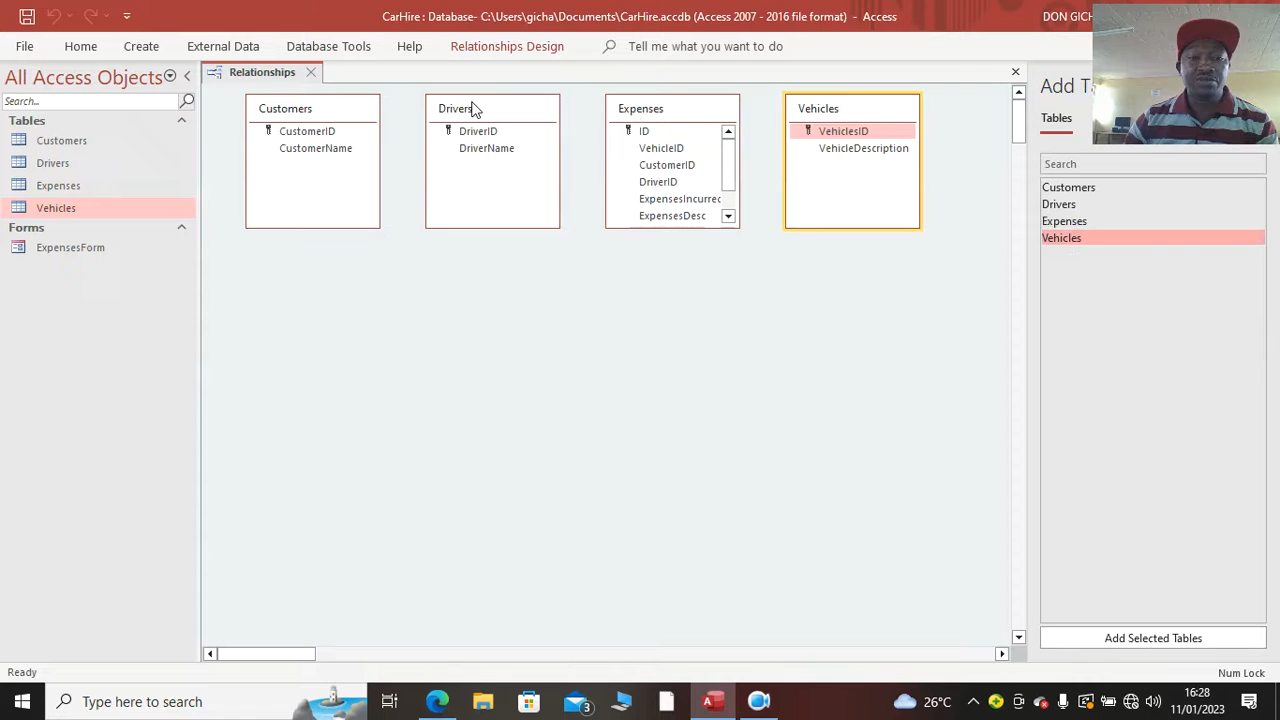 CarHire : Database- C:\Users\gicha\Documents\CarHire.accdb (Access 2007 - 2016 file format) - Access
DON GICH
File Home Create External Data Database Tools Help Relationships Design Tell me what you want to do
All Access Objects
Search...
Tables
Customers
Drivers
Expenses
Vehicles
Forms
ExpensesForm
Relationships
Customers
CustomerID
CustomerName
Drivers
DriverID
DriverName
Expenses
ID
VehicleID
CustomerID
DriverID
ExpensesIncurrec
ExpensesDesc
Vehicles
VehiclesID
VehicleDescription
Add Ta
Tables
Search
Customers
Drivers
Expenses
Vehicles
Add Selected Tables
Ready
Num Lock
Type here to search
3
26°C
16:28
11/01/2023